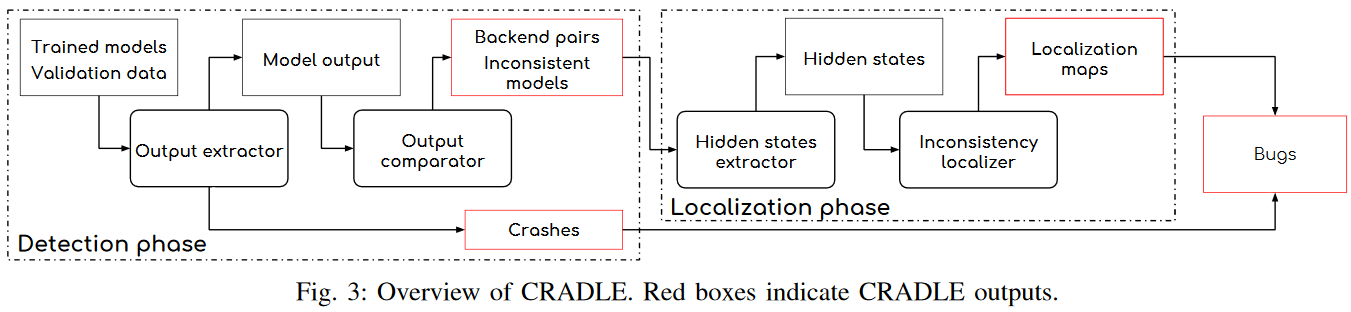 Trained models
Validation data
Model output
Backend pairs
Inconsistent
models
Hidden states
Localization
maps
Output extractor
Output
comparator
Hidden states
extractor
Inconsistency
localizer
Bugs
Crashes
Detection phase
Localization phase
Fig. 3: Overview of CRADLE. Red boxes indicate CRADLE outputs.